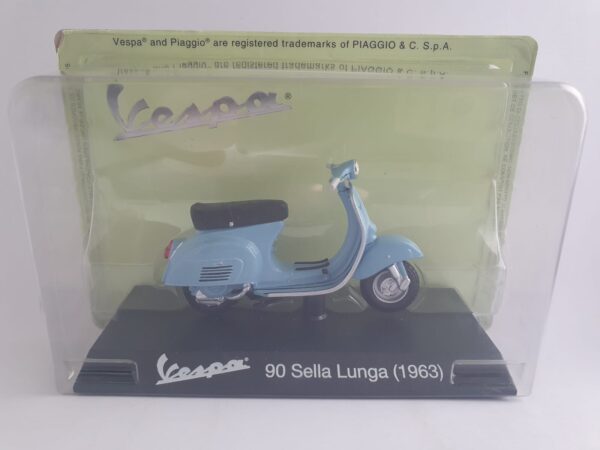 Vespa® and Piaggio® are registered trademarks of PIAGGIO & C. S.p.A.
Vespa®
Vespa 90 Sella Lunga (1963)